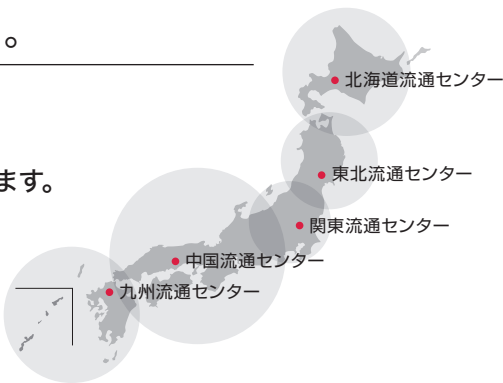 。
北海道流通センター
ます。
東北流通センター
関東流通センター
中国流通センター
九州流通センター